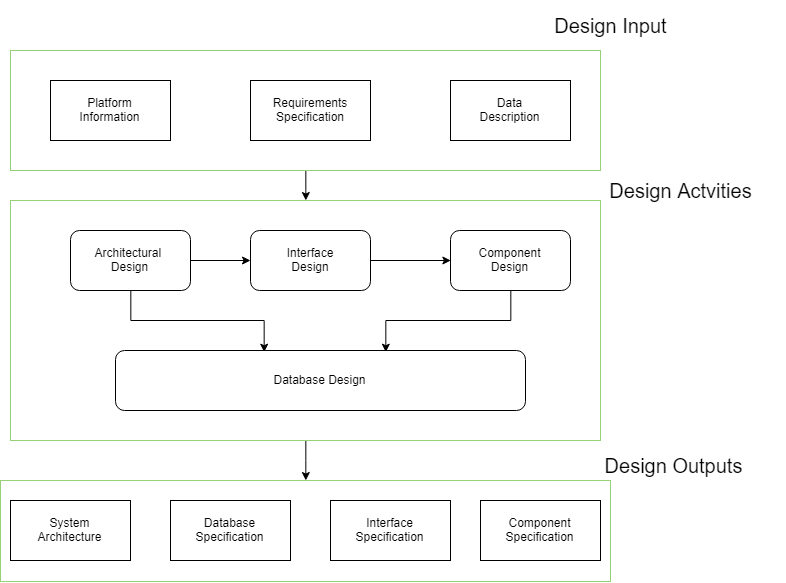 Design Input
Platform
Information
Requirements
Specification
Data
Description
Design Actvities
Architectural
Design
Interface
Design
Component
Design
Database Design
Design Outputs
System
Architecture
Database
Specification
Interface
Specification
Component
Specification